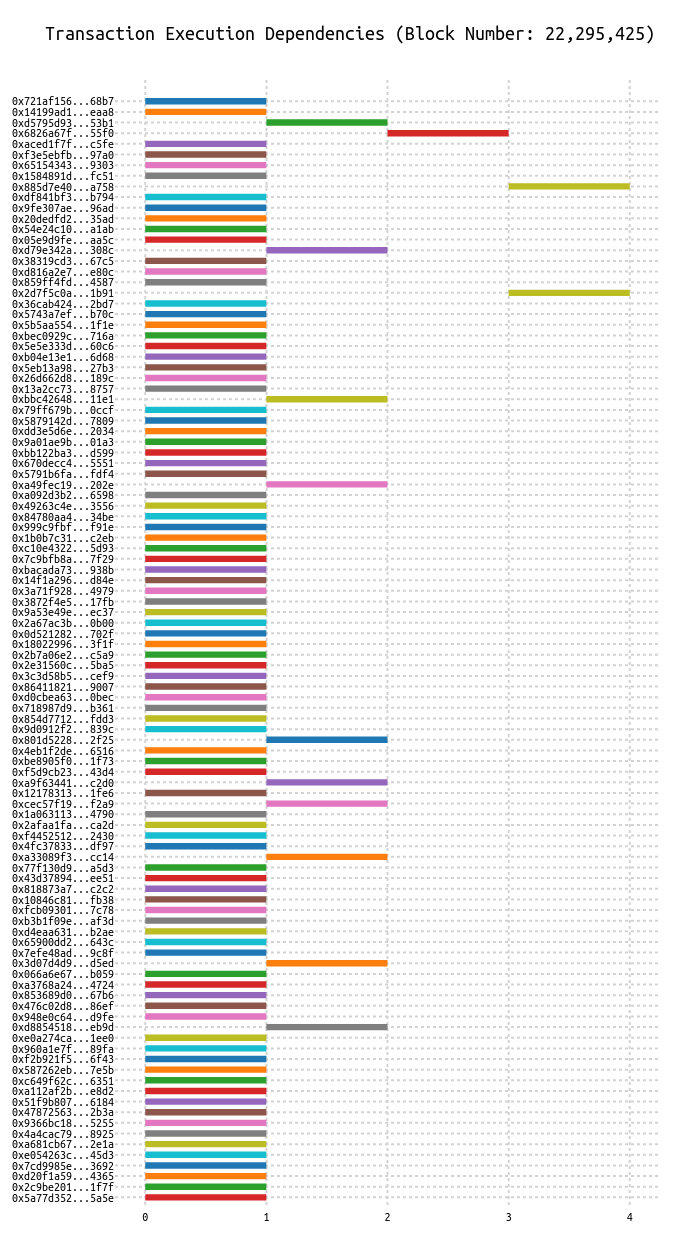 Transaction Execution Dependencies (Block Number: 22,295,425)
0x721af156...68b7
0x14199ad1...eaa8
0xd5795d93...53b1
0x6826a67f...55f0
0xaced1f7f...c5fe
0xf3e5ebfb...97a0
0x65154343...9303
0x1584891d...fc51
0x885d7e40...a758
0xdf841bf3...b794
0x9fe307ae...96ad
0x20dedfd2...35ad
0x54e24c10...a1ab
0x05e9d9fe...aa5c
0xd79e342a...308c
0x38319cd3...67c5
0xd816a2e7...e80c
0x859ff4fd...4587
0x2d7f5c0a...1b91
0x36cab424...2bd7
0x5743a7ef...b70c
0x5b5aa554...1f1e
0xbec0929c...716a
0x5e5e333d...60c6
0xb04e13e1...6d68
0x5eb13a98...27b3
0x26d662d8...189c
0x13a2cc73...8757
0xbbc42648...11e1
0x79ff679b...0ccf
0x5879142d...7809
0xdd3e5d6e...2034
0x9a01ae9b...01a3
0xbb122ba3...d599
0x670decc4...5551
0x5791b6fa...fdf4
0xa49fec19...202e
0xa092d3b2...6598
0x49263c4e...3556
0x84780aa4...34be
0x999c9fbf...f91e
0x1b0b7c31...c2eb
0xc10e4322...5d93
0x7c9bfb8a...7f29
0xbacada73...938b
0x14f1a296...d84e
0x3a71f928...4979
0x3872f4e5...17fb
0x9a53e49e...ec37
0x2a67ac3b...0b00
0x0d521282...702f
0x18022996...3f1f
0x2b7a06e2...c5a9
0x2e31560c...5ba5
0x3c3d58b5...cef9
0x86411821...9007
0xd0cbea63...0bec
0x718987d9...b361
0x854d7712...fdd3
0x9d0912f2...839c
0x801d5228...2f25
0x4eb1f2de...6516
0xbe8905f0...1f73
0xf5d9cb23...43d4
0xa9f63441...c2d0
0x12178313...1fe6
0xcec57f19...f2a9
0x1a063113...4790
0x2afaa1fa...ca2d
0xf4452512...2430
0x4fc37833...df97
0xa33089f3...cc14
0x77f130d9...a5d3
0x43d37894...ee51
0x818873a7...c2c2
0x10846c81...fb38
0xfcb09301...7c78
0xb3b1f09e...af3d
0xd4eaa631...b2ae
0x65900dd2...643c
0x7efe48ad...9c8f
0x3d07d4d9...d5ed
0x066a6e67...b059
0xa3768a24...4724
0x853689d0...67b6
0x476c02d8...86ef
0x948e0c64...d9fe
0xd8854518...eb9d
0xe0a274ca...1ee0
0x960a1e7f...89fa
0xf2b921f5...6f43
0x587262eb...7e5b
0xc649f62c...6351
0xa112af2b...e8d2
0x51f9b807...6184
0x47872563...2b3a
0x9366bc18...5255
0x4a4cac79...8925
0xa681cb67...2e1a
0xe054263c...45d3
0x7cd9985e...3692
0xd20f1a59...4365
0x2c9be201...1f7f
0x5a77d352...5a5e
0 1 2 3 4